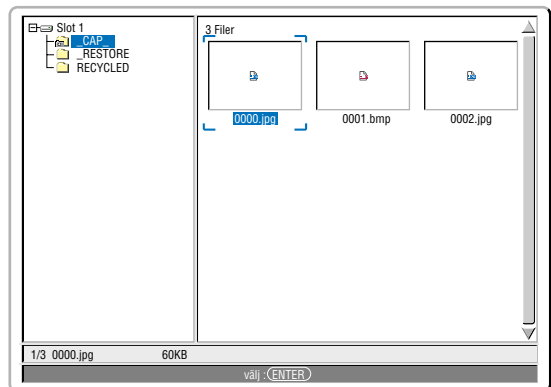 Slot 1
_CAP_
_RESTORE
RECYCLED
3 Filer
0000.jpg
0001.bmp
0002.jpg
1/3 0000.jpg 60KB
välj :ENTER